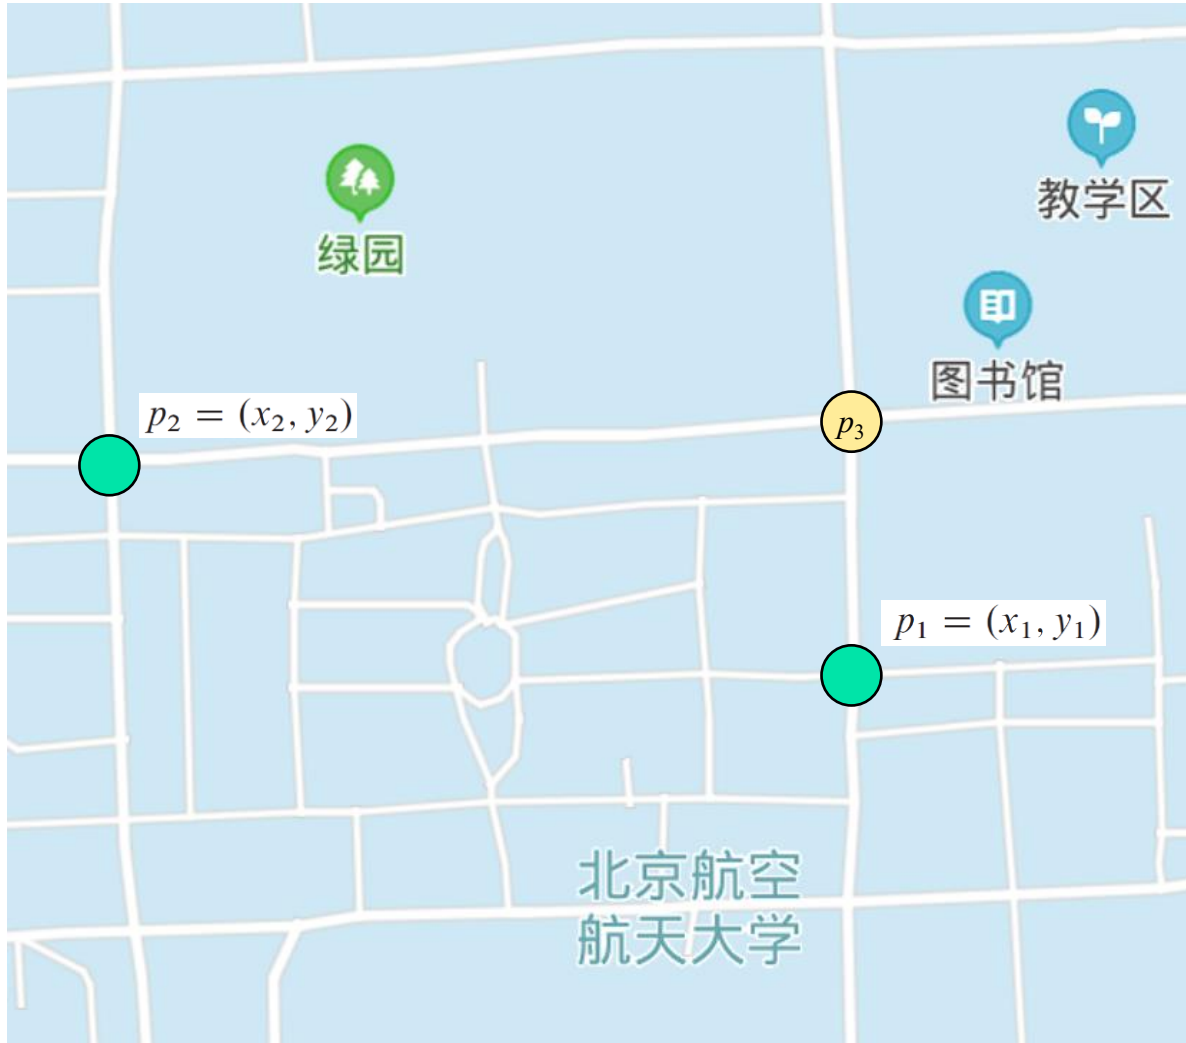 教学区
绿园
图书馆
p₂ = (x₂, y₂)
p₃
p₁ = (x₁, y₁)
北京航空
航天大学